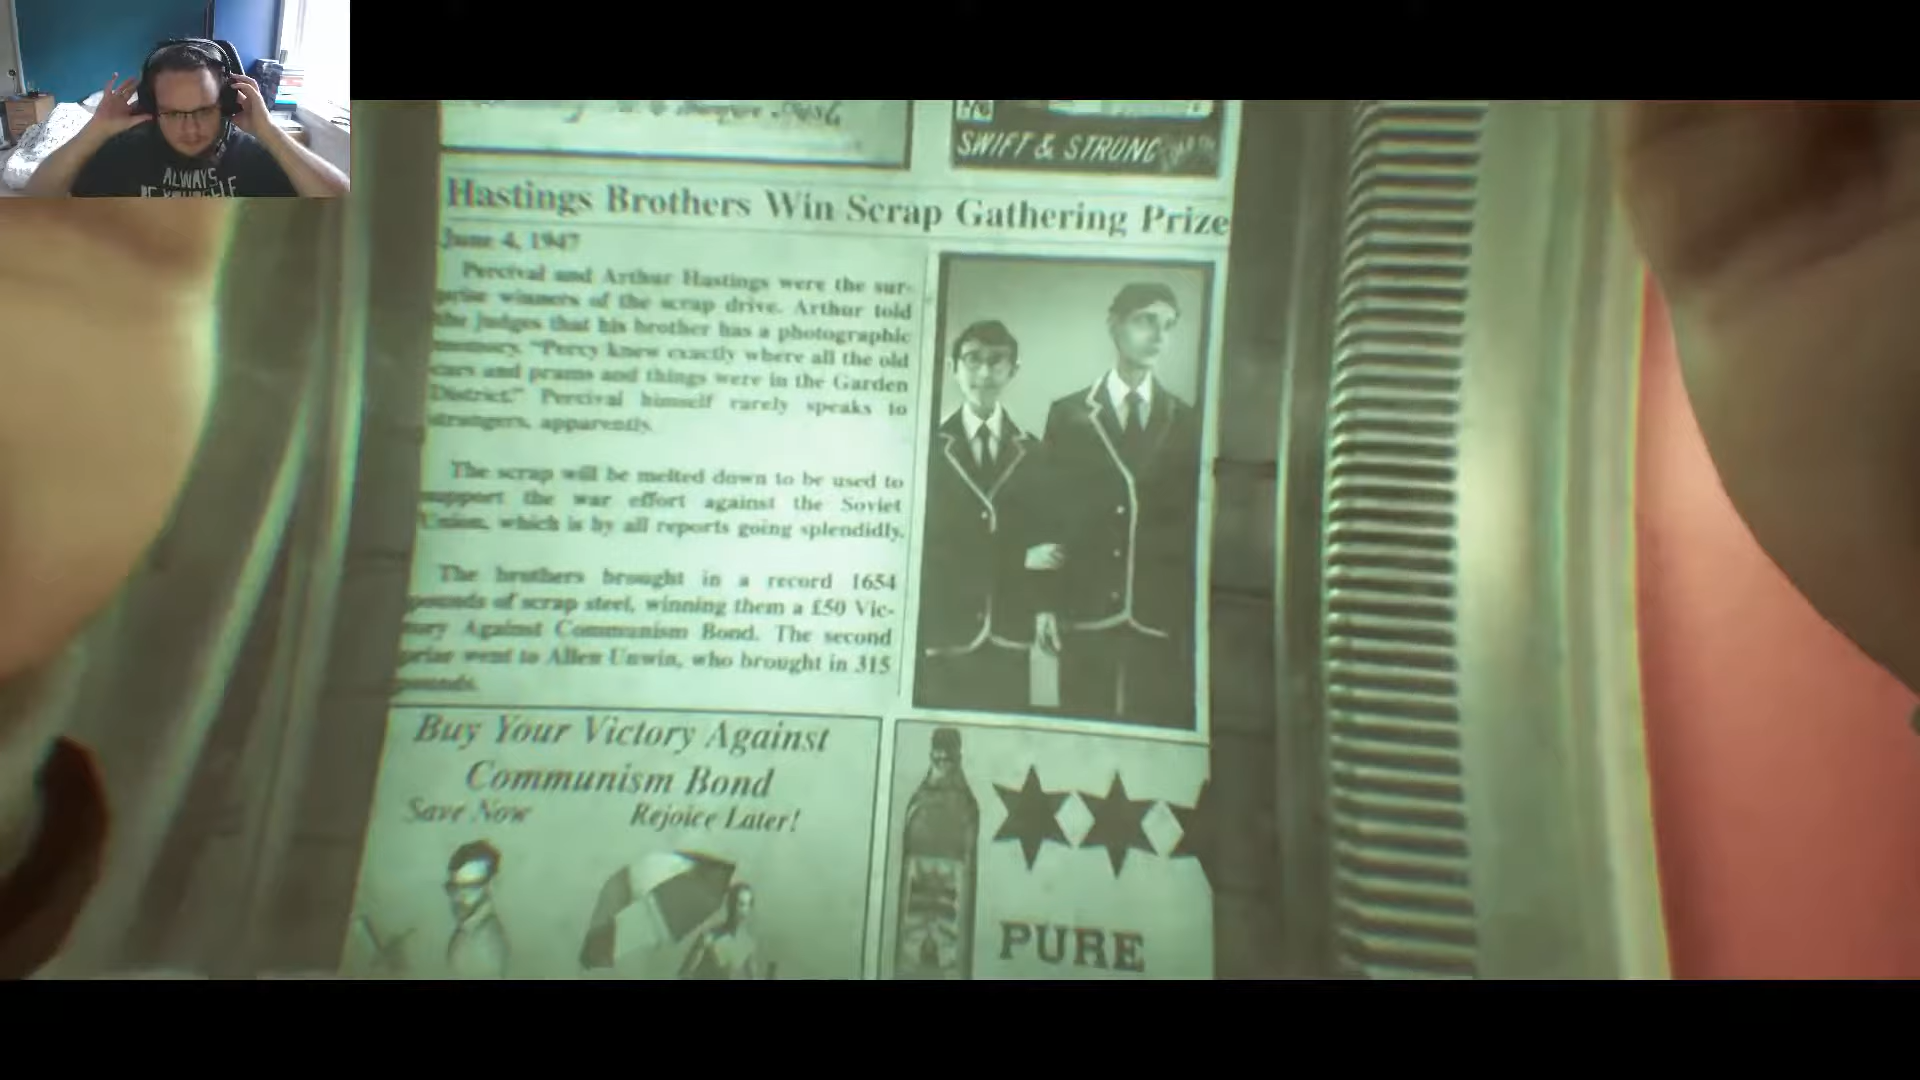 ALWAYS
BE YOURSELF
SWIFT & STRONG
Hastings Brothers Win Scrap Gathering Prize
June 4, 1947
Percival and Arthur Hastings were the sur-
prise winners of the scrap drive. Arthur told
the judges that his brother has a photographic
memory. "Percy knew exactly where all the old
cars and prams and things were in the Garden
District." Percival himself rarely speaks to
strangers, apparently.
The scrap will be melted down to be used to
support the war effort against the Soviet
Union, which is by all reports going splendidly.
The brothers brought in a record 1654
pounds of scrap steel, winning them a £50 Vic-
tory Against Communism Bond. The second
prize went to Allen Unwin, who brought in 315
pounds.
Buy Your Victory Against
Communism Bond
Save Now Rejoice Later!
PURE